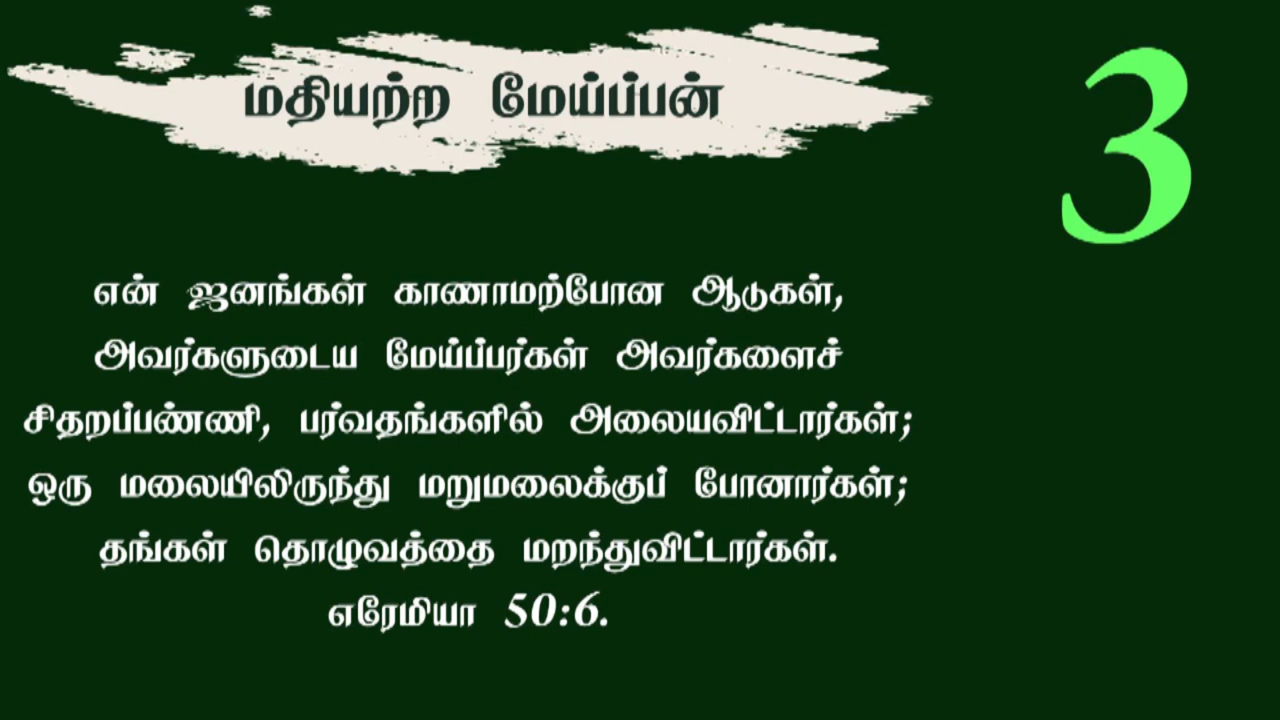 மதியற்ற மேய்ப்பன்
3
என் ஜனங்கள் காணாமற்போன ஆடுகள்,
அவர்களுடைய மேய்ப்பர்கள் அவர்களைச்
சிதறப்பண்ணி, பர்வதங்களில் அலையவிட்டார்கள்;
ஒரு மலையிலிருந்து மறுமலைக்குப் போனார்கள்;
தங்கள் தொழுவத்தை மறந்துவிட்டார்கள்.
எரேமியா 50:6.